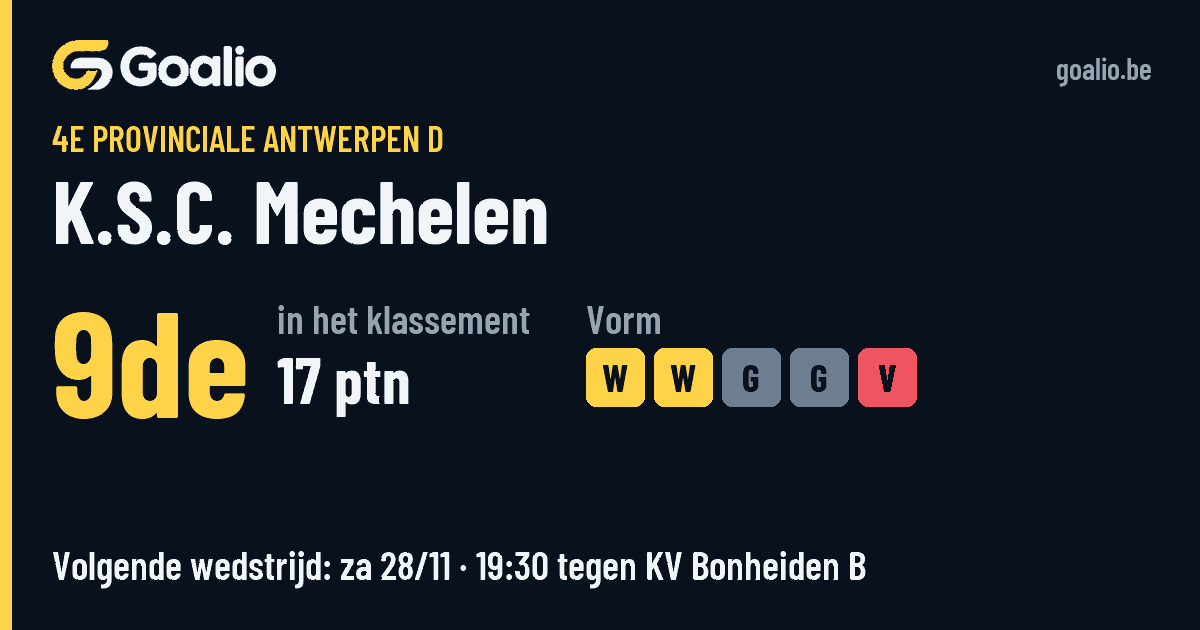 Goalio
goalio.be
4E PROVINCIALE ANTWERPEN D
K.S.C. Mechelen
9de
in het klassement
17 ptn
Vorm
W W G G V
Volgende wedstrijd: za 28/11 · 19:30 tegen KV Bonheiden B